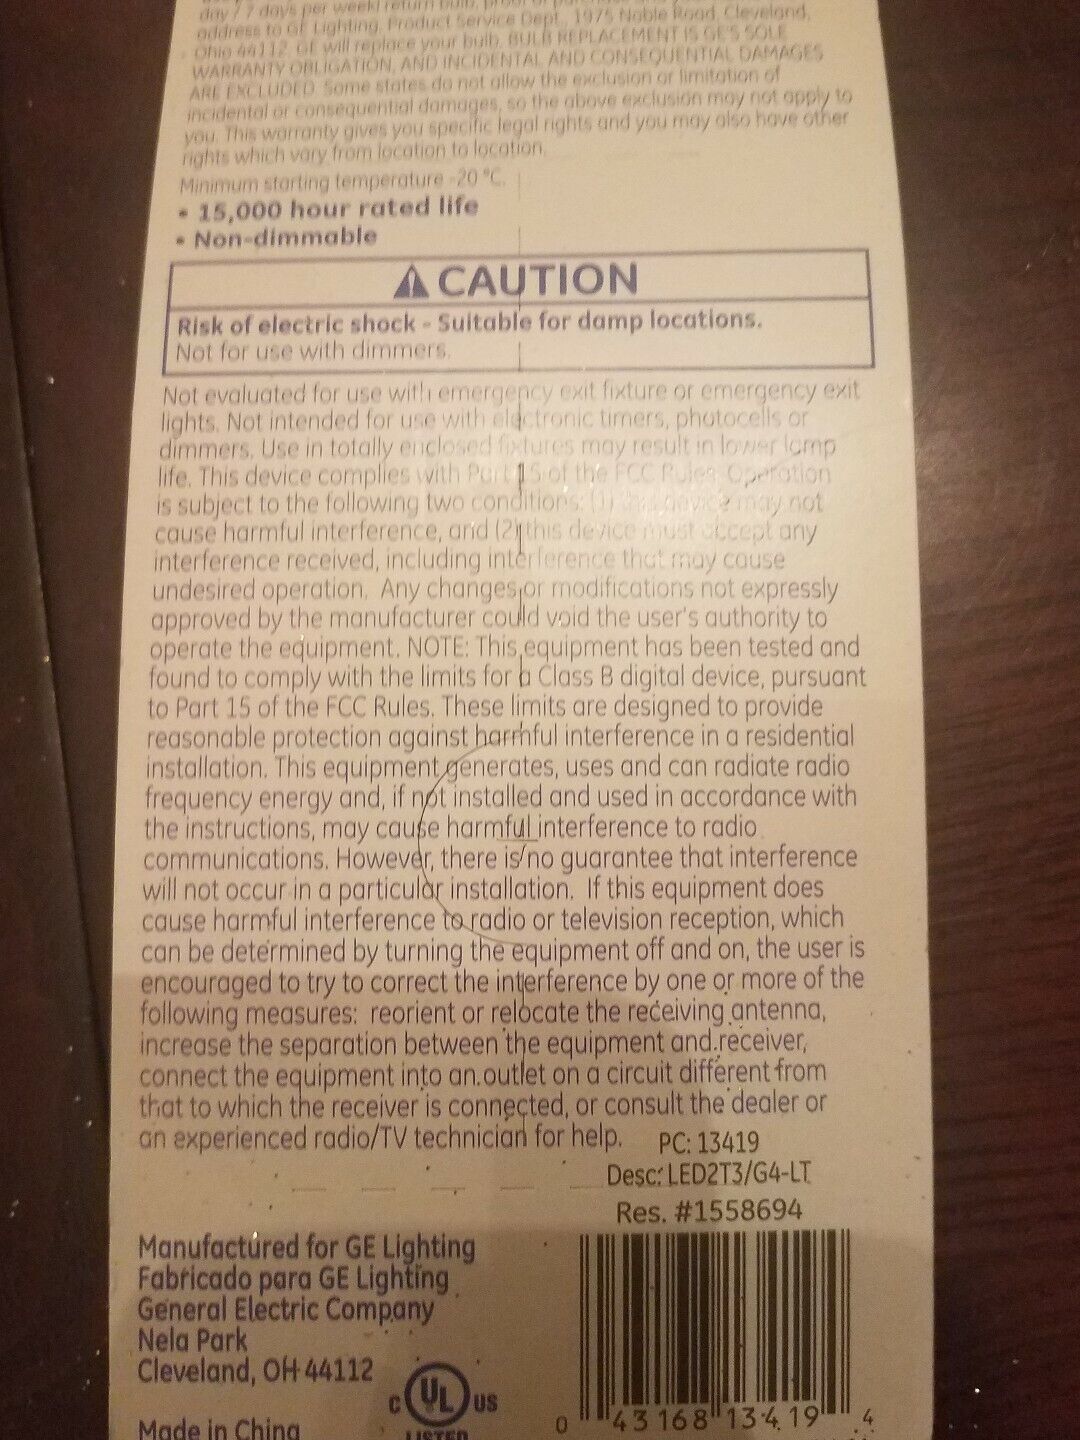 day / 7 days per week) return bulb, proof of purchase
address to GE Lighting, Product Service Dept., 1975 Noble Road, Cleveland,
Ohio 44112. GE will replace your bulb. BULB REPLACEMENT IS GE'S SOLE
WARRANTY OBLIGATION, AND INCIDENTAL AND CONSEQUENTIAL DAMAGES
ARE EXCLUDED. Some states do not allow the exclusion or limitation of
incidental or consequential damages, so the above exclusion may not apply to
you. This warranty gives you specific legal rights and you may also have other
rights which vary from location to location.
Minimum starting temperature -20 °C.
• 15,000 hour rated life
• Non-dimmable
⚠ CAUTION
Risk of electric shock - Suitable for damp locations.
Not for use with dimmers.
Not evaluated for use with emergency exit fixture or emergency exit
lights. Not intended for use with electronic timers, photocells or
dimmers. Use in totally enclosed fixtures may result in lower lamp
life. This device complies with Part 15 of the FCC Rules. Operation
is subject to the following two conditions: (1) this device may not
cause harmful interference, and (2) this device must accept any
interference received, including interference that may cause
undesired operation. Any changes or modifications not expressly
approved by the manufacturer could void the user's authority to
operate the equipment. NOTE: This equipment has been tested and
found to comply with the limits for a Class B digital device, pursuant
to Part 15 of the FCC Rules. These limits are designed to provide
reasonable protection against harmful interference in a residential
installation. This equipment generates, uses and can radiate radio
frequency energy and, if not installed and used in accordance with
the instructions, may cause harmful interference to radio
communications. However, there is no guarantee that interference
will not occur in a particular installation. If this equipment does
cause harmful interference to radio or television reception, which
can be determined by turning the equipment off and on, the user is
encouraged to try to correct the interference by one or more of the
following measures: reorient or relocate the receiving antenna,
increase the separation between the equipment and receiver,
connect the equipment into an outlet on a circuit different from
that to which the receiver is connected, or consult the dealer or
an experienced radio/TV technician for help.
PC: 13419
Desc: LED2T3/G4-LT
Res. #1558694
Manufactured for GE Lighting
Fabricado para GE Lighting
General Electric Company
Nela Park
Cleveland, OH 44112
C UL US
LISTED
Made in China
0 43168 13419 4